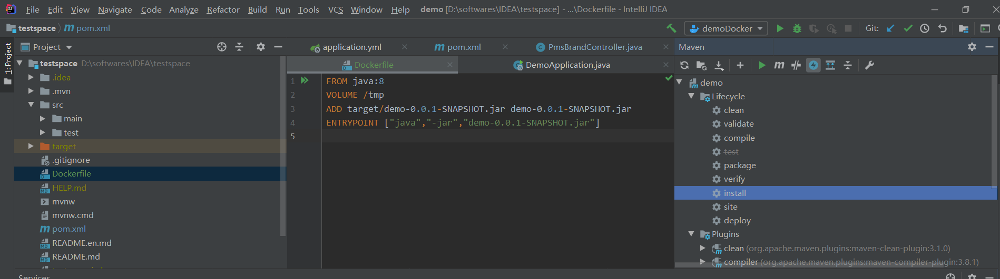 File Edit View Navigate Code Analyze Refactor Build Run Tools VCS Window Help demo [D:\softwares\IDEA\testspace] - ...\Dockerfile - IntelliJ IDEA
testspace pom.xml demoDocker Git:
1: Project
Project
testspace D:\softwares\IDEA\testspace
.idea
.mvn
src
main
test
target
.gitignore
Dockerfile
HELP.md
mvnw
mvnw.cmd
pom.xml
README.en.md
README.md
Services
application.yml pom.xml PmsBrandController.java
Dockerfile DemoApplication.java
1 FROM java:8
2 VOLUME /tmp
3 ADD target/demo-0.0.1-SNAPSHOT.jar demo-0.0.1-SNAPSHOT.jar
4 ENTRYPOINT ["java","-jar","demo-0.0.1-SNAPSHOT.jar"]
5
Maven
demo
Lifecycle
clean
validate
compile
test
package
verify
install
site
deploy
Plugins
clean (org.apache.maven.plugins:maven-clean-plugin:3.1.0)
compiler (org.apache.maven.plugins:maven-compiler-plugin:3.8.1)